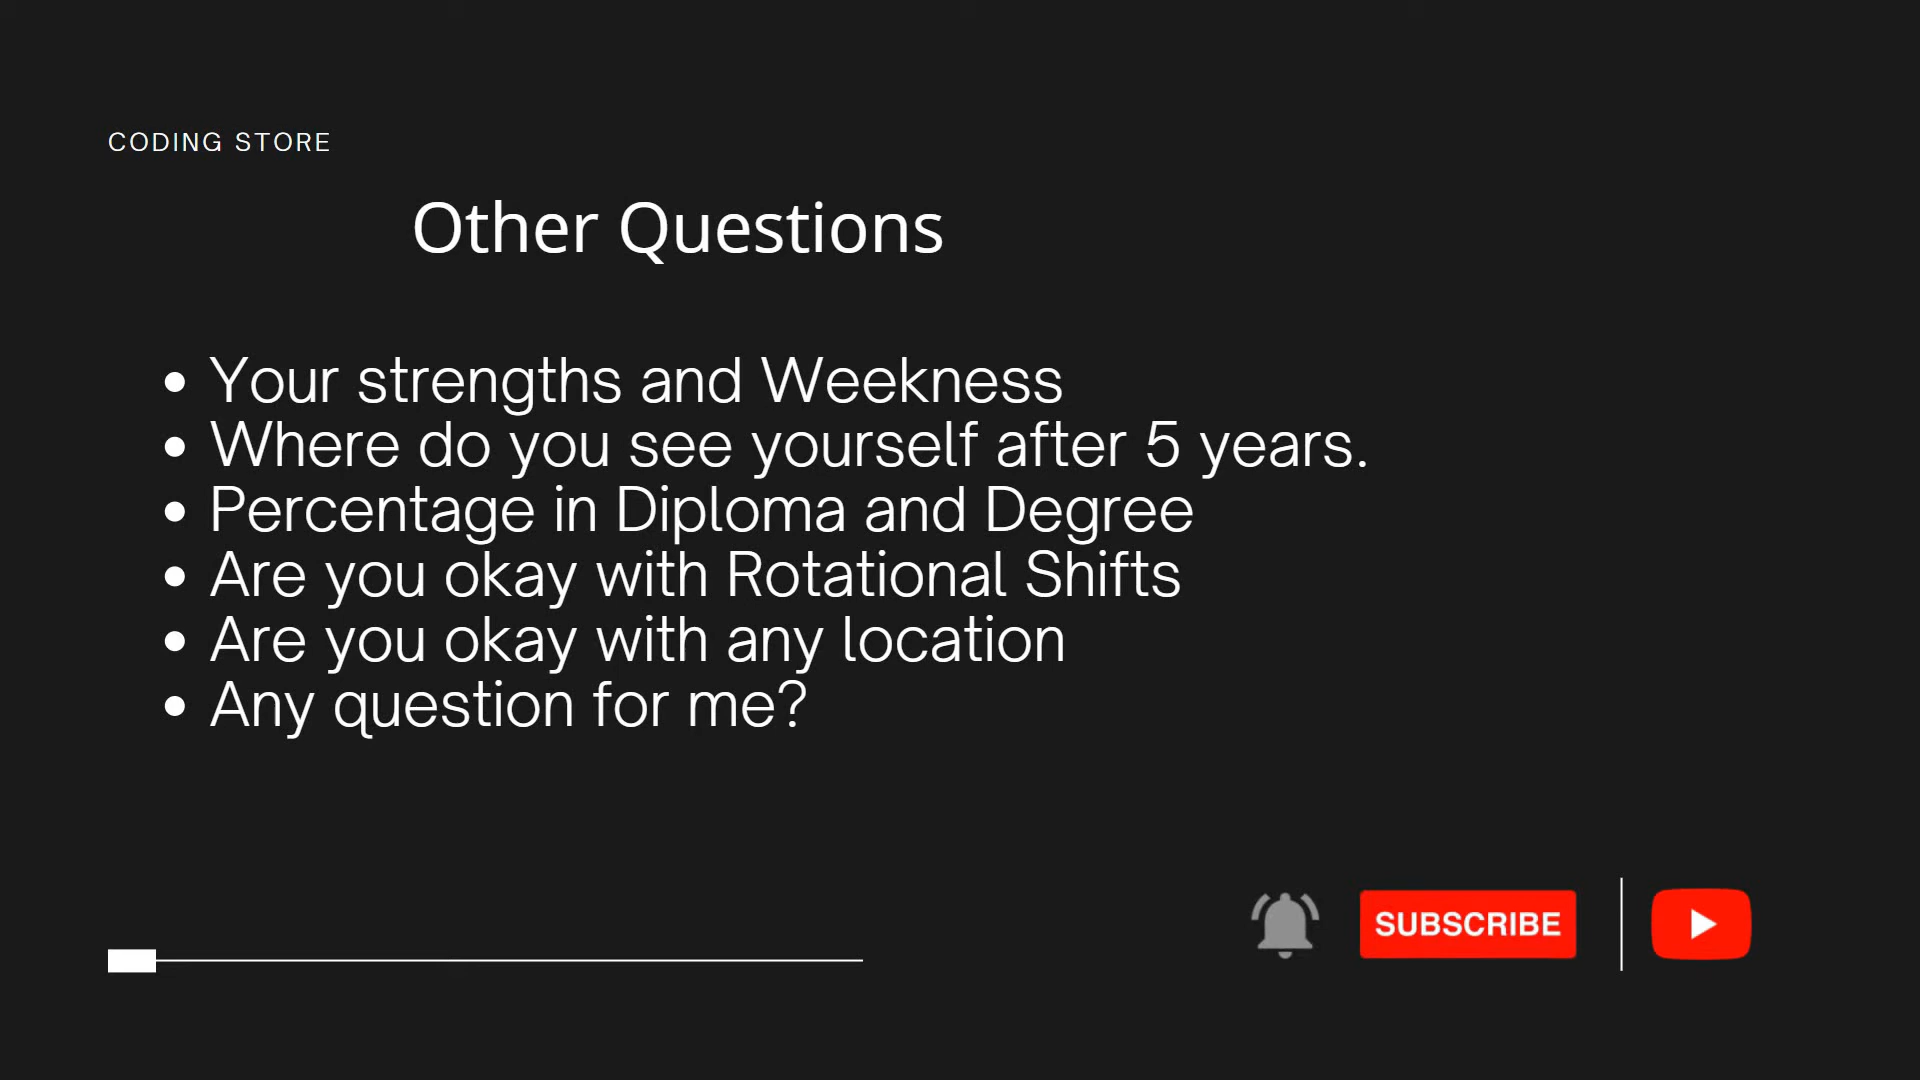 CODING STORE
Other Questions
• Your strengths and Weekness
• Where do you see yourself after 5 years.
• Percentage in Diploma and Degree
• Are you okay with Rotational Shifts
• Are you okay with any location
• Any question for me?
SUBSCRIBE